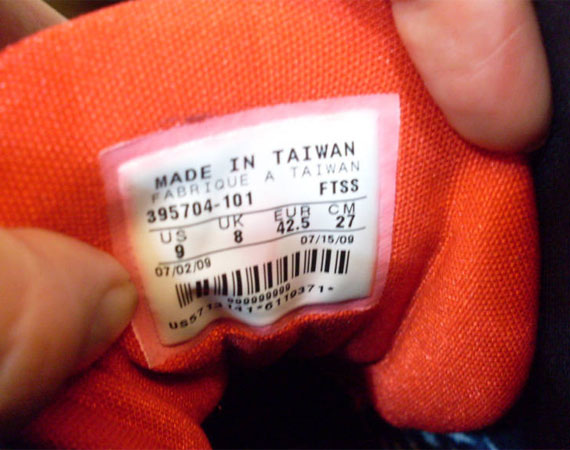 MADE IN TAIWAN
FABRIQUE A TAIWAN
395704-101 FTSS
US UK EUR CM
9 8 42.5 27
07/02/09 07/15/09
999999999